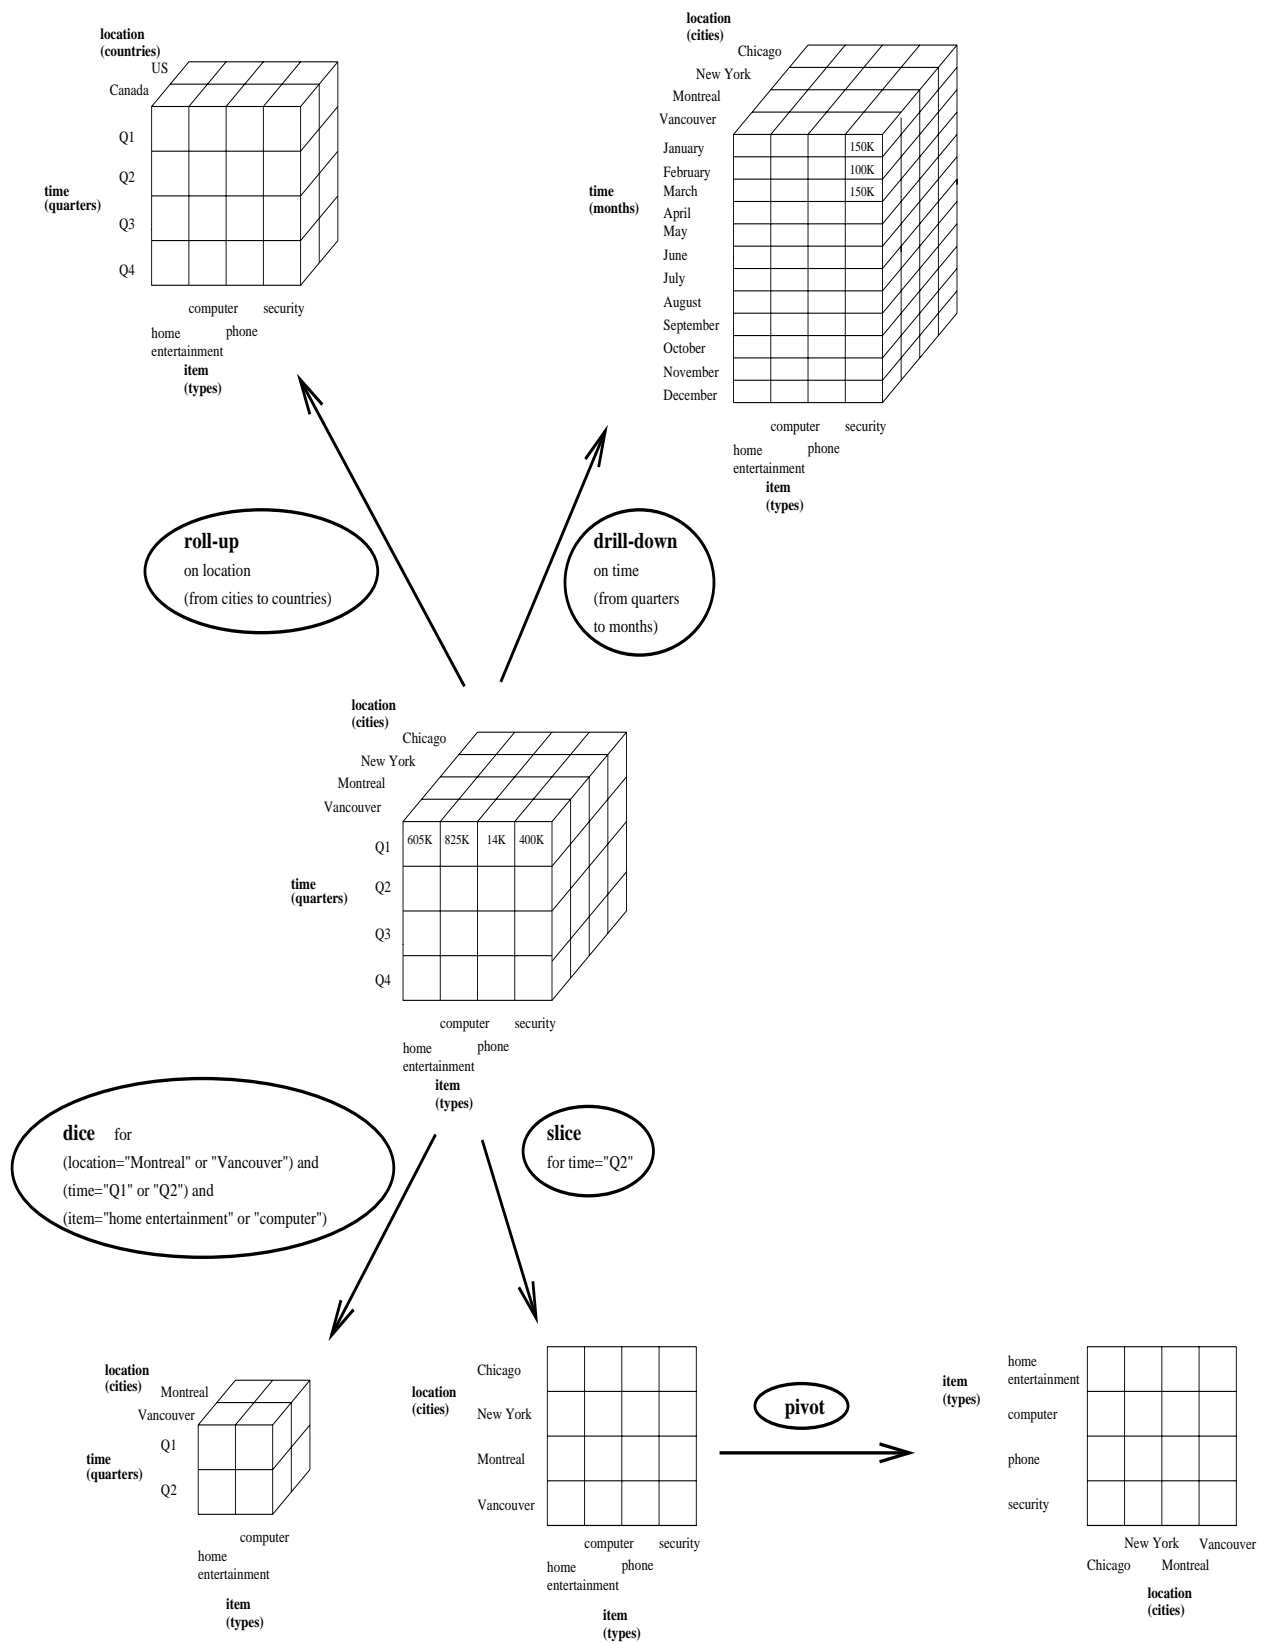 location
(countries)
US
Canada
Q1
Q2
time
(quarters)
Q3
Q4
computer security
home phone
entertainment
item
(types)
location
(cities)
Chicago
New York
Montreal
Vancouver
January 150K
February 100K
March 150K
time
(months)
April
May
June
July
August
September
October
November
December
computer security
home phone
entertainment
item
(types)
roll-up
on location
(from cities to countries)
drill-down
on time
(from quarters
to months)
location
(cities)
Chicago
New York
Montreal
Vancouver
Q1 605K 825K 14K 400K
Q2
time
(quarters)
Q3
Q4
computer security
home phone
entertainment
item
(types)
dice for
(location="Montreal" or "Vancouver") and
(time="Q1" or "Q2") and
(item="home entertainment" or "computer")
slice
for time="Q2"
location
(cities)
Montreal
Vancouver
Q1
time
(quarters)
Q2
computer
home
entertainment
item
(types)
Chicago
location
(cities)
New York
Montreal
Vancouver
computer security
home phone
entertainment
item
(types)
pivot
home
entertainment
item
(types)
computer
phone
security
New York Vancouver
Chicago Montreal
location
(cities)